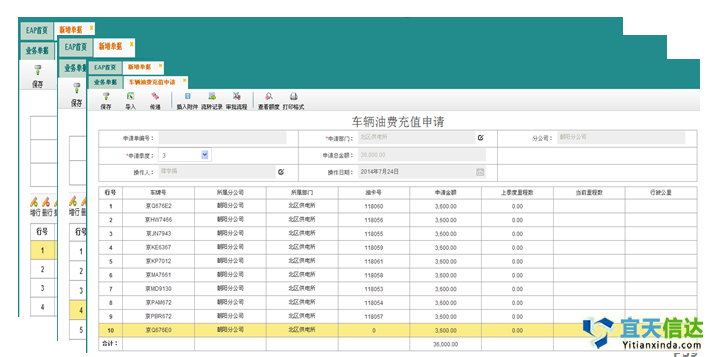 EAP首页 新增单据 ×
EAP首页 新增单据 ×
EAP首页 新增单据 ×
业务单据
业务单据
业务单据 车辆油费充值申请 ×
保存
保存
保存 导入 传递 插入附件 流转记录 审批流程 查看额度 打印格式
车辆油费充值申请
申请单编号：
*申请部门： 北区供电所
分公司： 朝阳分公司
*申请季度： 3
申请总金额： 36,000.00
操作人：
操作日期： 2014年7月24日
增行 删行
增行 删行
行号 车牌号 所属分公司 所属部门 油卡号 申请金额 上季度里程数 当前里程数 行驶公里
1 京Q676E2 朝阳分公司 北区供电所 118060 3,600.00 0.00
2 京HW7466 朝阳分公司 北区供电所 118056 3,600.00 0.00
3 京JN7943 朝阳分公司 北区供电所 118055 3,600.00 0.00
4 京KE6367 朝阳分公司 北区供电所 118059 3,600.00 0.00
5 京KP7012 朝阳分公司 北区供电所 118061 3,600.00 0.00
6 京MA7661 朝阳分公司 北区供电所 118058 3,600.00 0.00
7 京MD9130 朝阳分公司 北区供电所 118053 3,600.00 0.00
8 京PAM672 朝阳分公司 北区供电所 118054 3,600.00 0.00
9 京PBR672 朝阳分公司 北区供电所 118057 3,600.00 0.00
10 京Q676E0 朝阳分公司 北区供电所 0 3,600.00 0.00
合计： 36,000.00
行号
1
2
3
4
行号
1
2
3
4
5
宜天信达
Yitianxinda.com